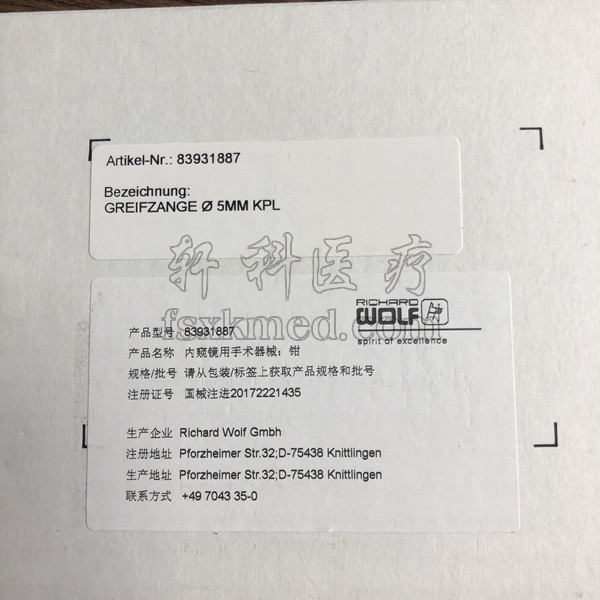 Artikel-Nr.: 83931887
Bezeichnung:
GREIFZANGE Ø 5MM KPL
轩科医疗
fsxkmed.com
RICHARD
WOLF
spirit of excellence
产品型号 83931887
产品名称 内窥镜用手术器械：钳
规格/批号 请从包装/标签上获取产品规格和批号
注册证号 国械注进20172221435
生产企业 Richard Wolf Gmbh
注册地址 Pforzheimer Str.32;D-75438 Knittlingen
生产地址 Pforzheimer Str.32;D-75438 Knittlingen
联系方式 +49 7043 35-0